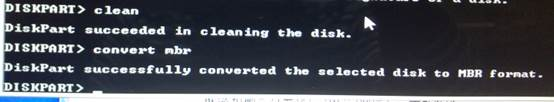 DISKPART> clean
DiskPart succeeded in cleaning the disk.
DISKPART> convert mbr
DiskPart successfully converted the selected disk to MBR format.
DISKPART>